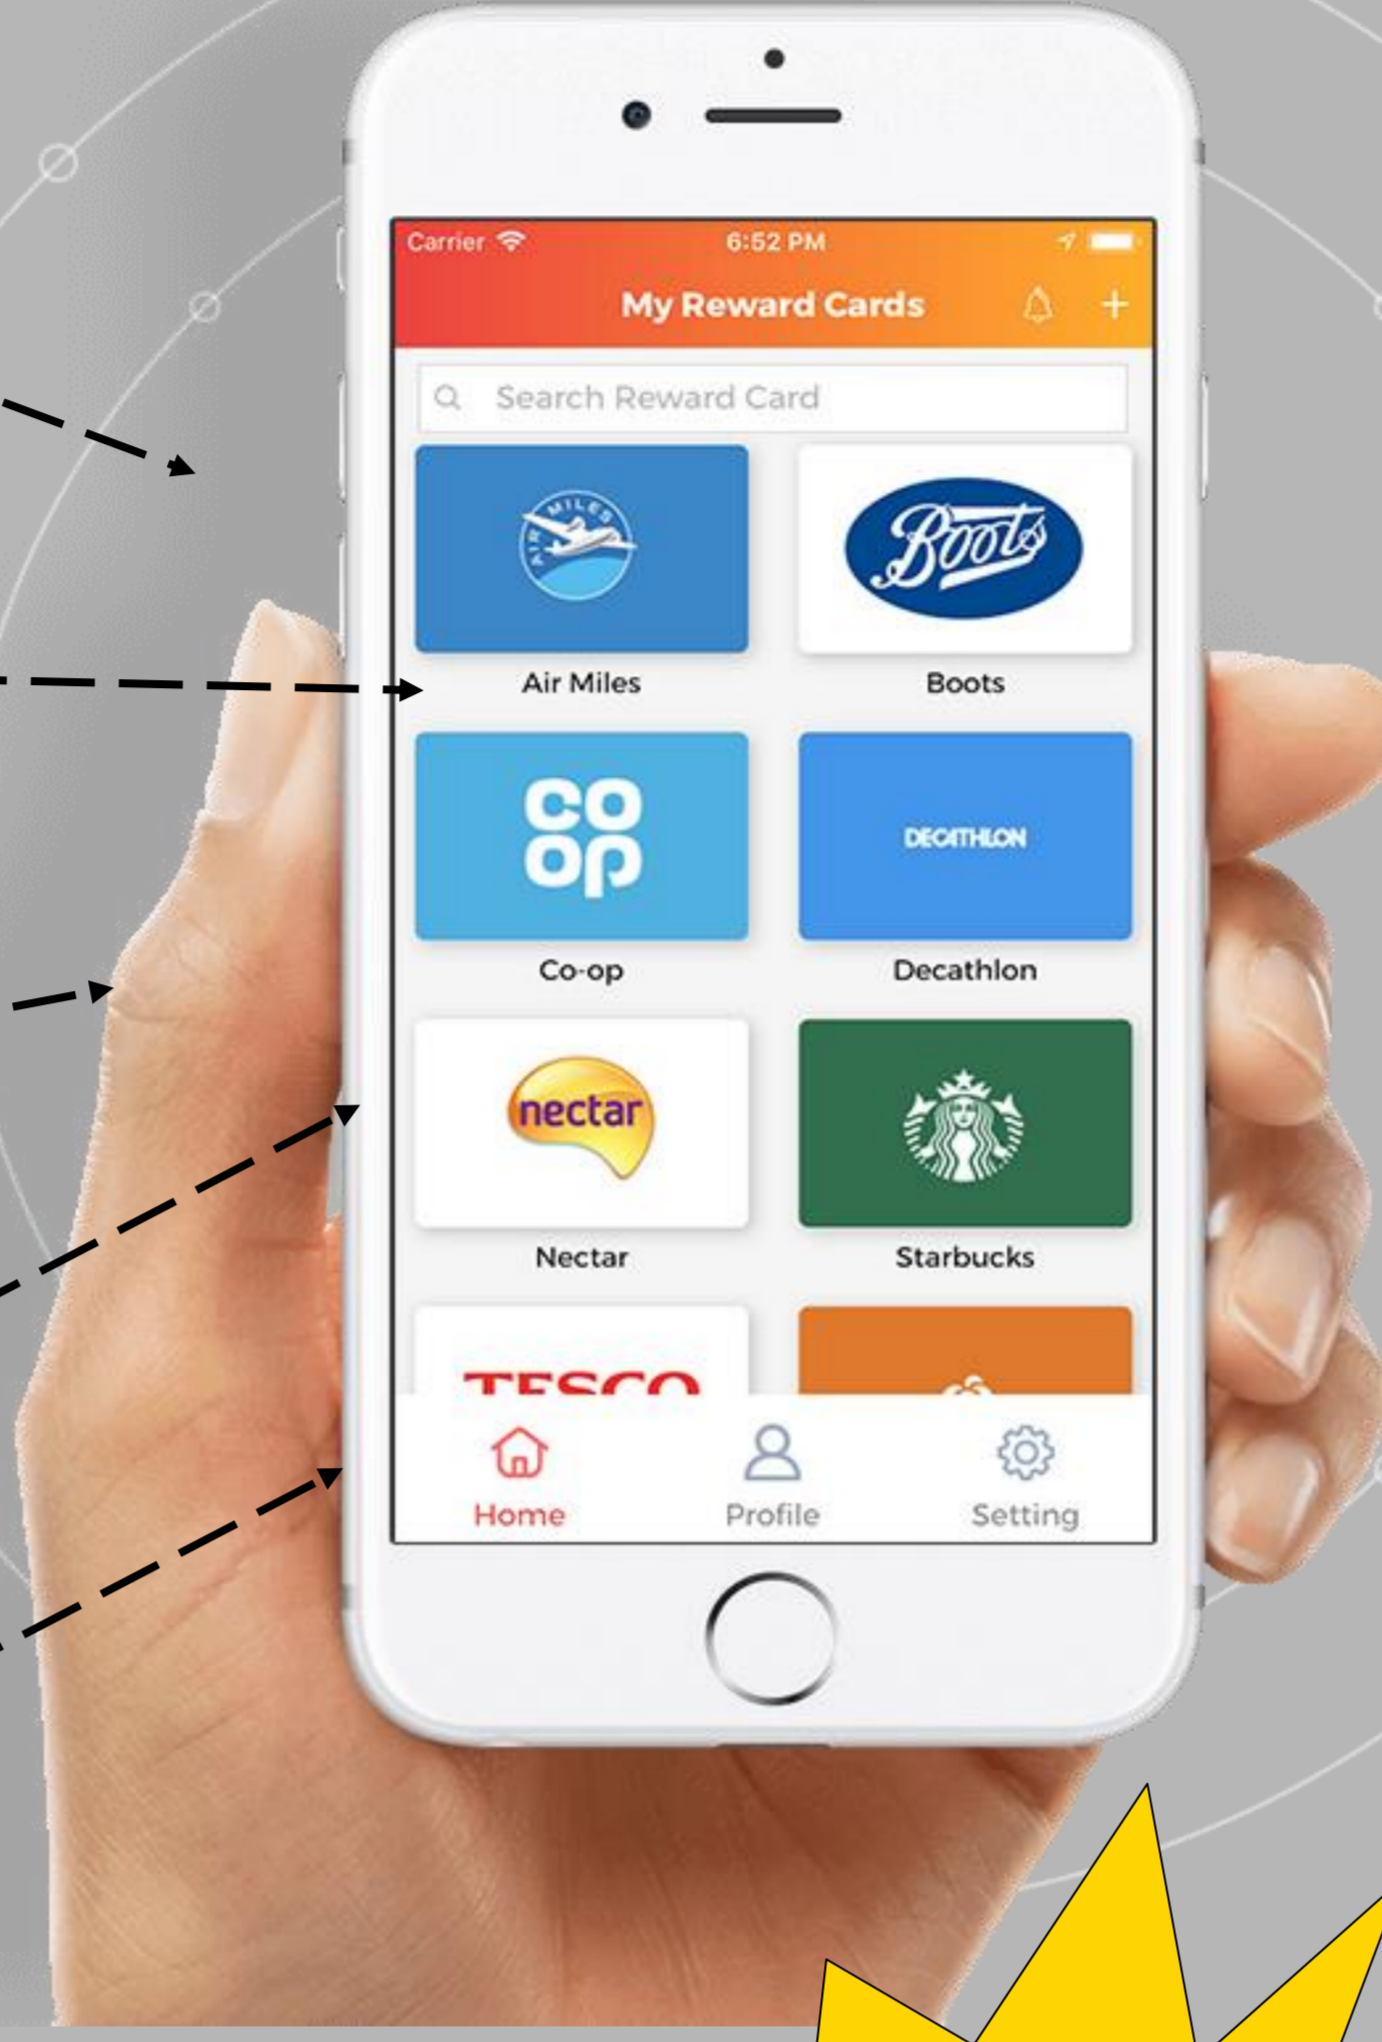 Carrier 6:52 PM
My Reward Cards
Search Reward Card
AIR MILES
Boots
Air Miles
Boots
CO
OP
DECATHLON
Co-op
Decathlon
nectar
Nectar
Starbucks
TESCO
Home
Profile
Setting